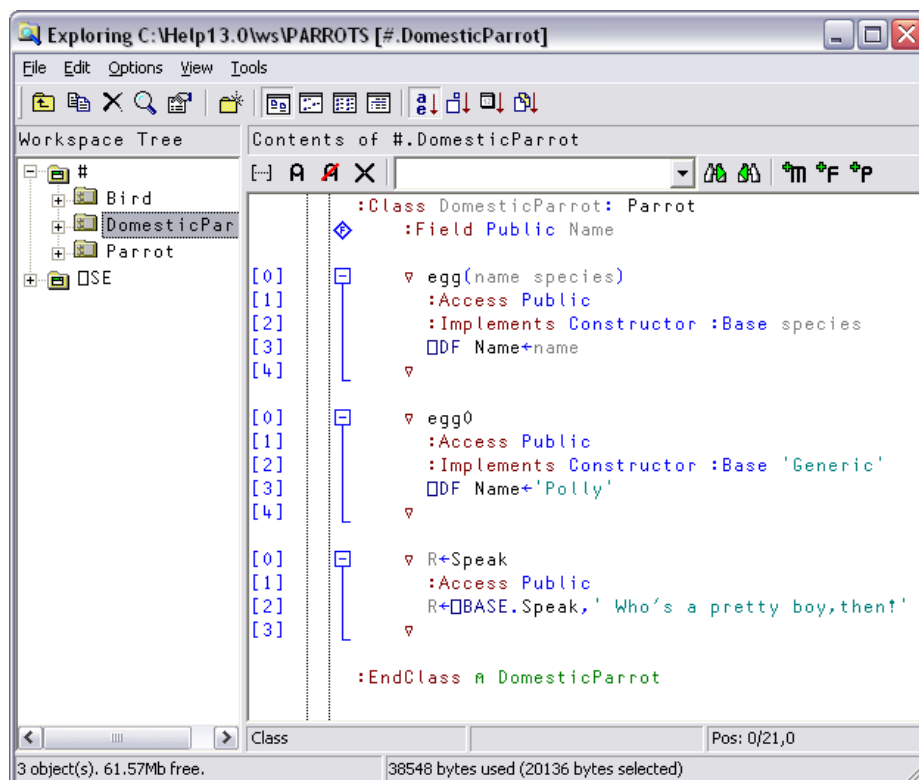 Exploring C:\Help13.0\ws\PARROTS [#.DomesticParrot]
File Edit Options View Tools
Workspace Tree
Contents of #.DomesticParrot
#
Bird
DomesticPar
Parrot
⎕SE
:Class DomesticParrot: Parrot
:Field Public Name
[0] ∇ egg(name species)
[1] :Access Public
[2] :Implements Constructor :Base species
[3] ⎕DF Name←name
[4] ∇
[0] ∇ egg0
[1] :Access Public
[2] :Implements Constructor :Base 'Generic'
[3] ⎕DF Name←'Polly'
[4] ∇
[0] ∇ R←Speak
[1] :Access Public
[2] R←⎕BASE.Speak,' Who's a pretty boy,then!'
[3] ∇
:EndClass ⍝ DomesticParrot
Class
Pos: 0/21,0
3 object(s). 61.57Mb free.
38548 bytes used (20136 bytes selected)